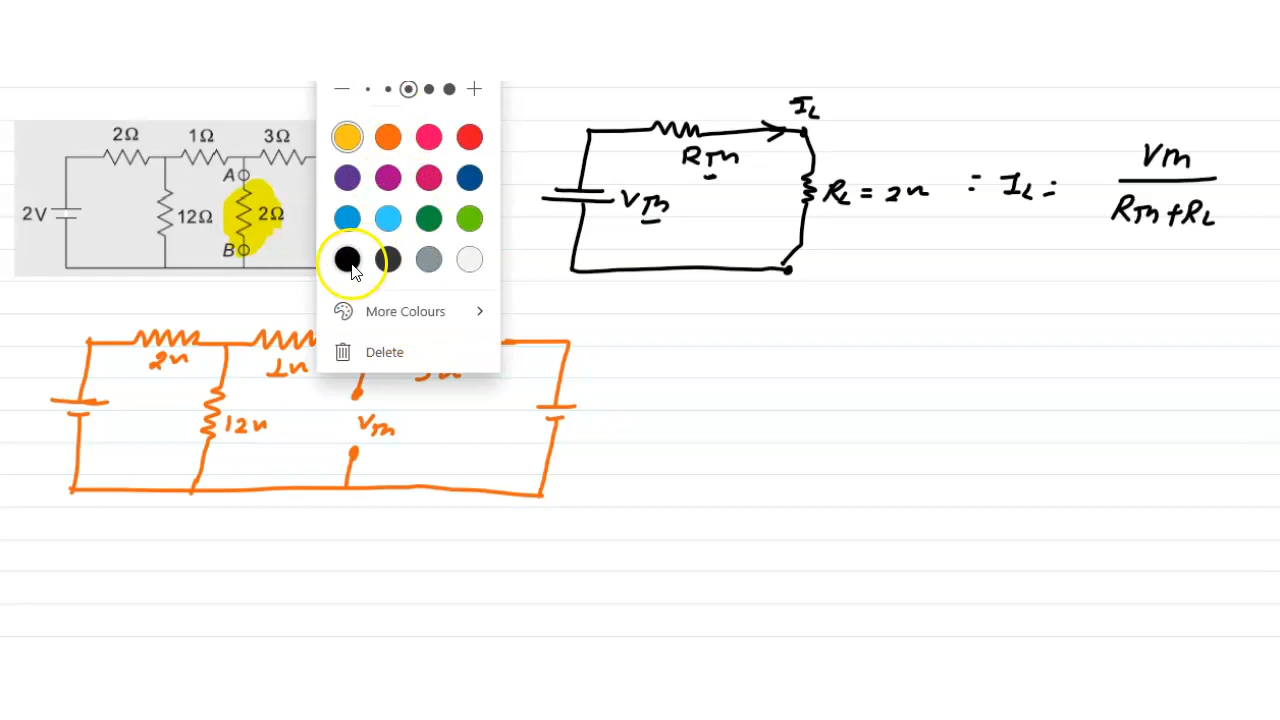 2Ω 1Ω 3Ω
A
2V 12Ω 2Ω
B
More Colours
Delete
IL
RTh
VTh RL = 2Ω
∴ IL = VTh
RTh+RL
2Ω 1Ω
12Ω VTh